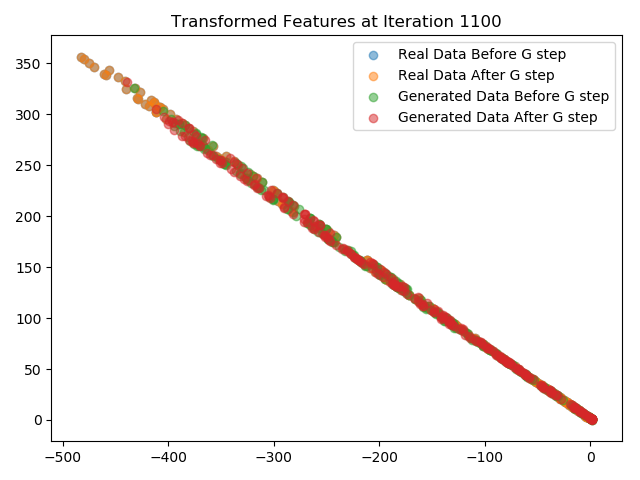 Transformed Features at Iteration 1100
Real Data Before G step
Real Data After G step
Generated Data Before G step
Generated Data After G step
350
300
250
200
150
100
50
0
−500
−400
−300
−200
−100
0